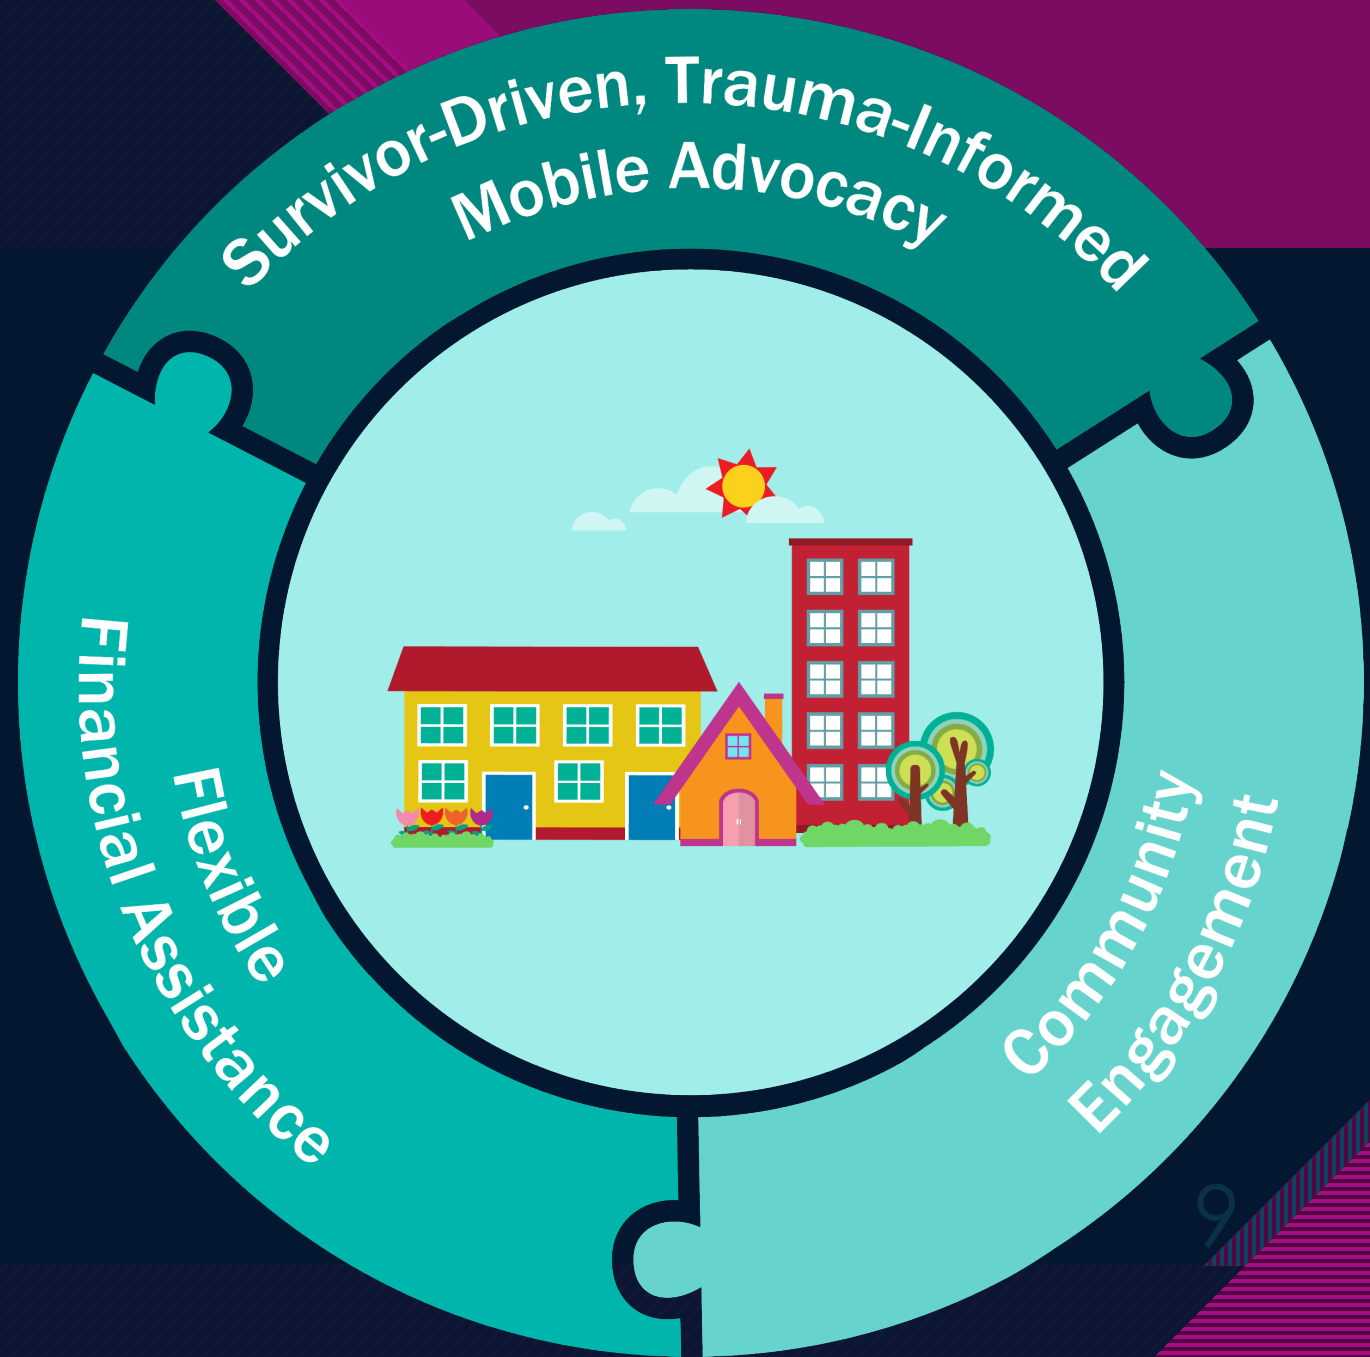 Survivor-Driven, Trauma-Informed
Mobile Advocacy
Flexible
Financial Assistance
Community
Engagement
9